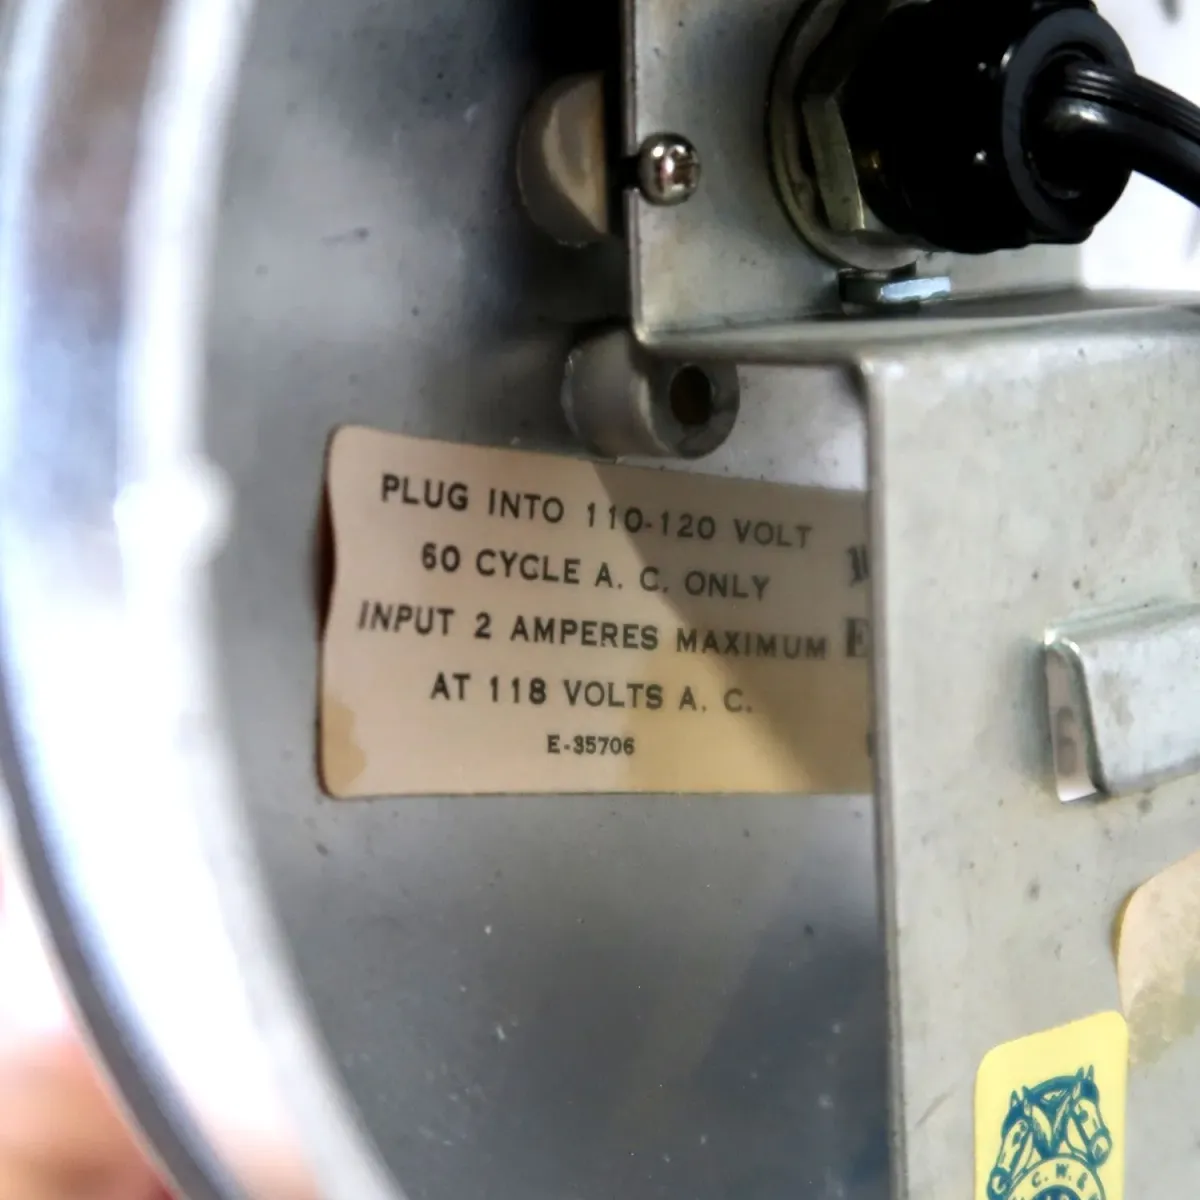 PLUG INTO 110-120 VOLT
60 CYCLE A. C. ONLY
INPUT 2 AMPERES MAXIMUM
AT 118 VOLTS A. C.
E-35706
E
C. W. &